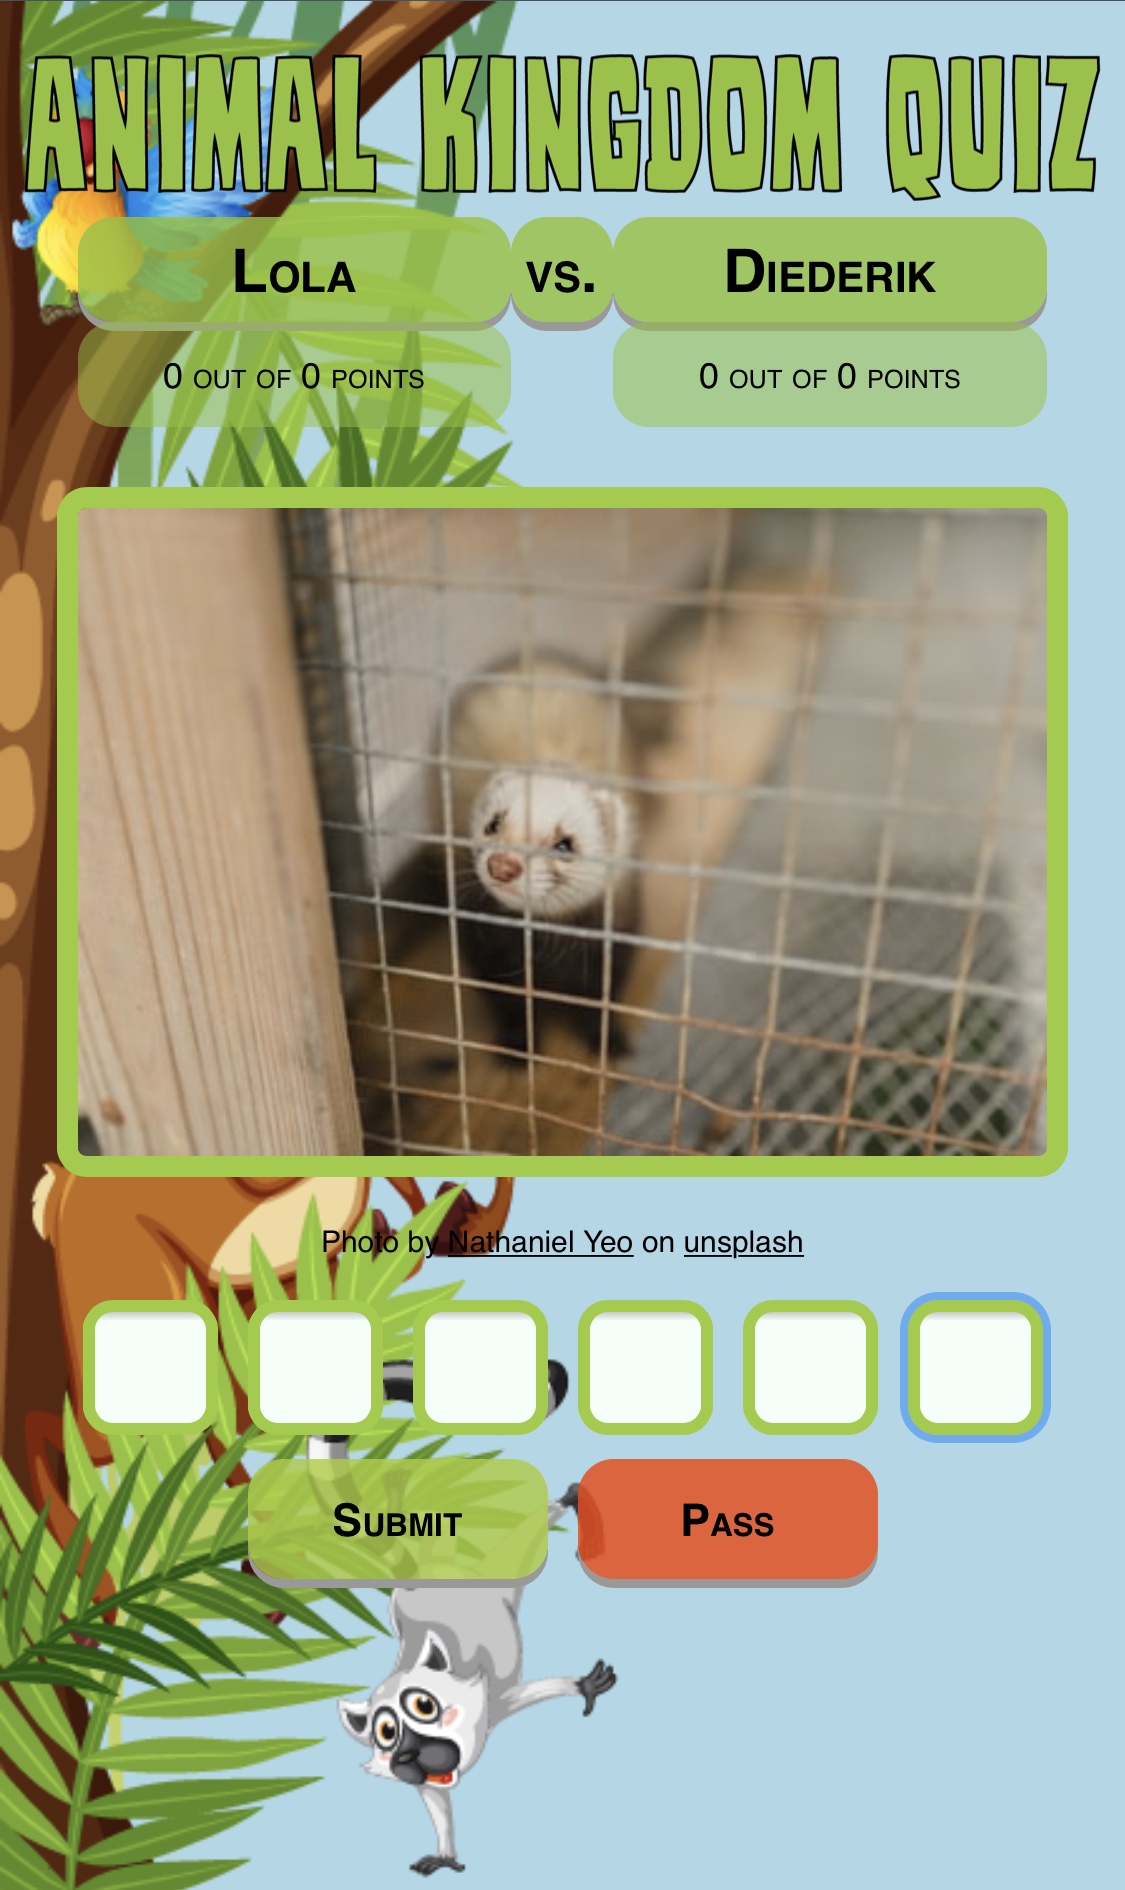 ANIMAL KINGDOM QUIZ
LOLA VS. DIEDERIK
0 OUT OF 0 POINTS 0 OUT OF 0 POINTS
Photo by Nathaniel Yeo on unsplash
SUBMIT PASS